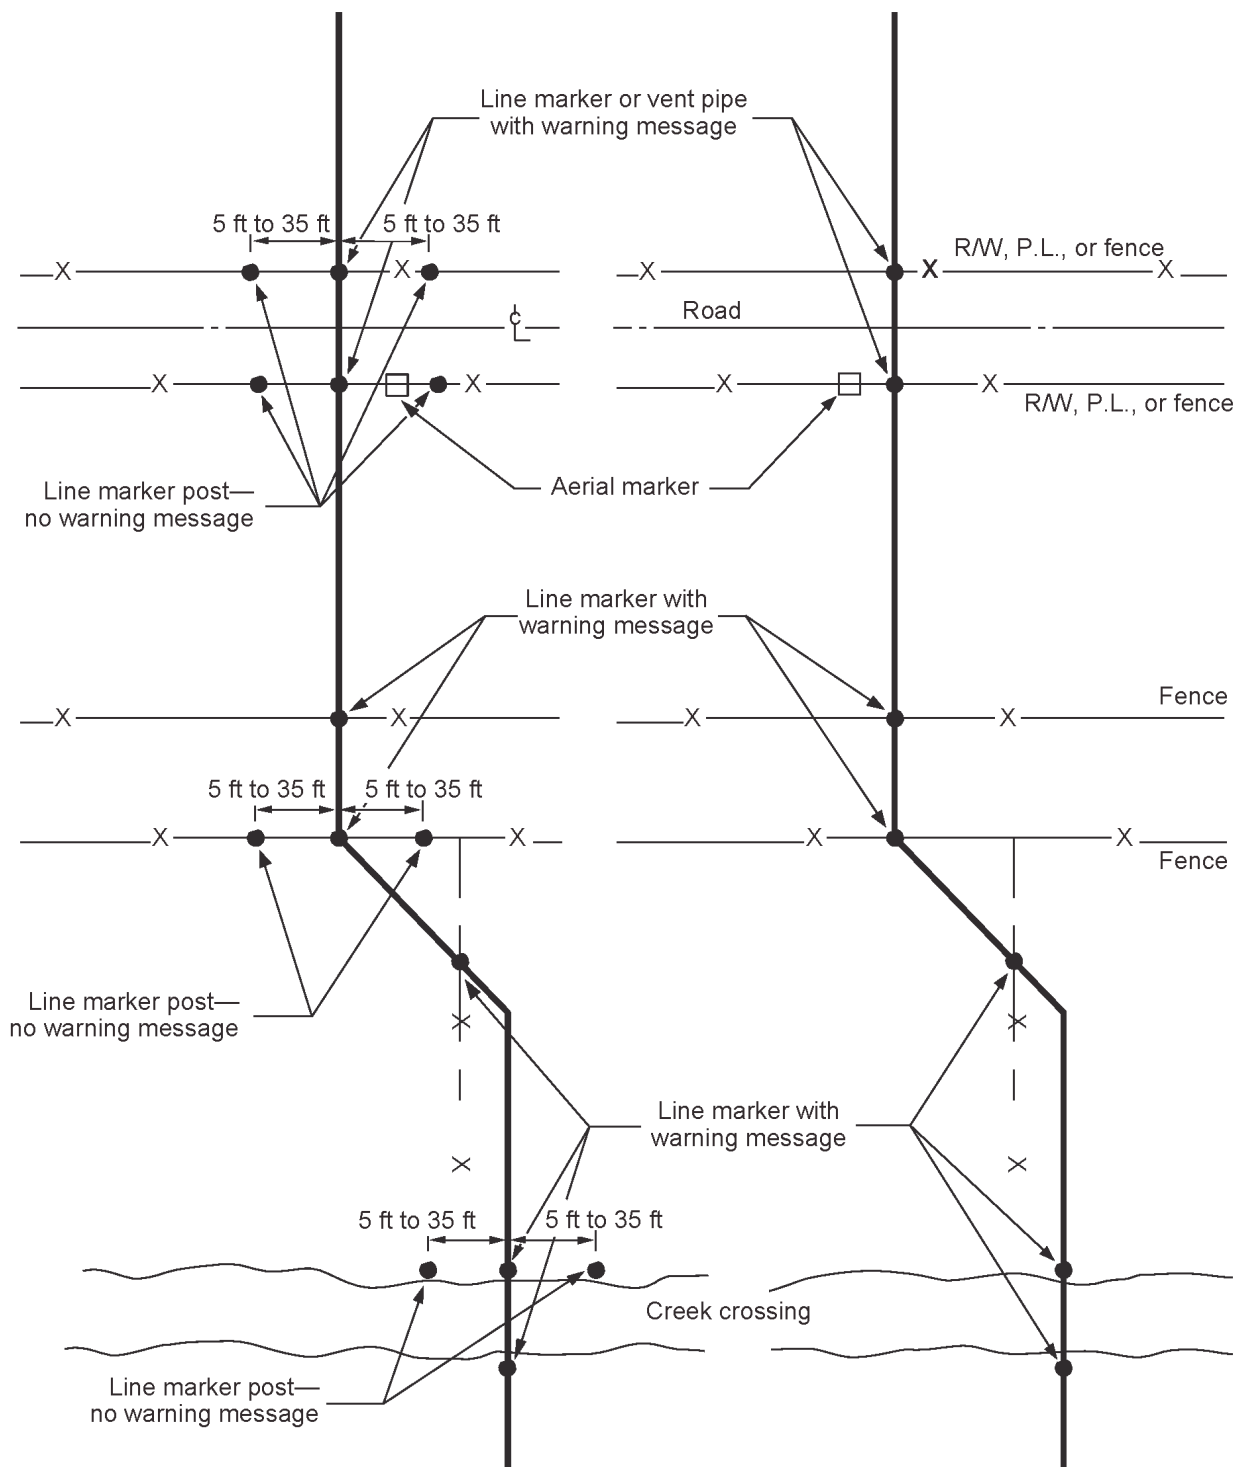 Line marker or vent pipe
with warning message
5 ft to 35 ft 5 ft to 35 ft
R/W, P.L., or fence
X X X X X
Road
C
L
X X X X
R/W, P.L., or fence
Line marker post—
no warning message
Aerial marker
Line marker with
warning message
Fence
X X X X
5 ft to 35 ft 5 ft to 35 ft
X X X X
Fence
Line marker post—
no warning message
X X
Line marker with
warning message
X X
5 ft to 35 ft 5 ft to 35 ft
Creek crossing
Line marker post—
no warning message